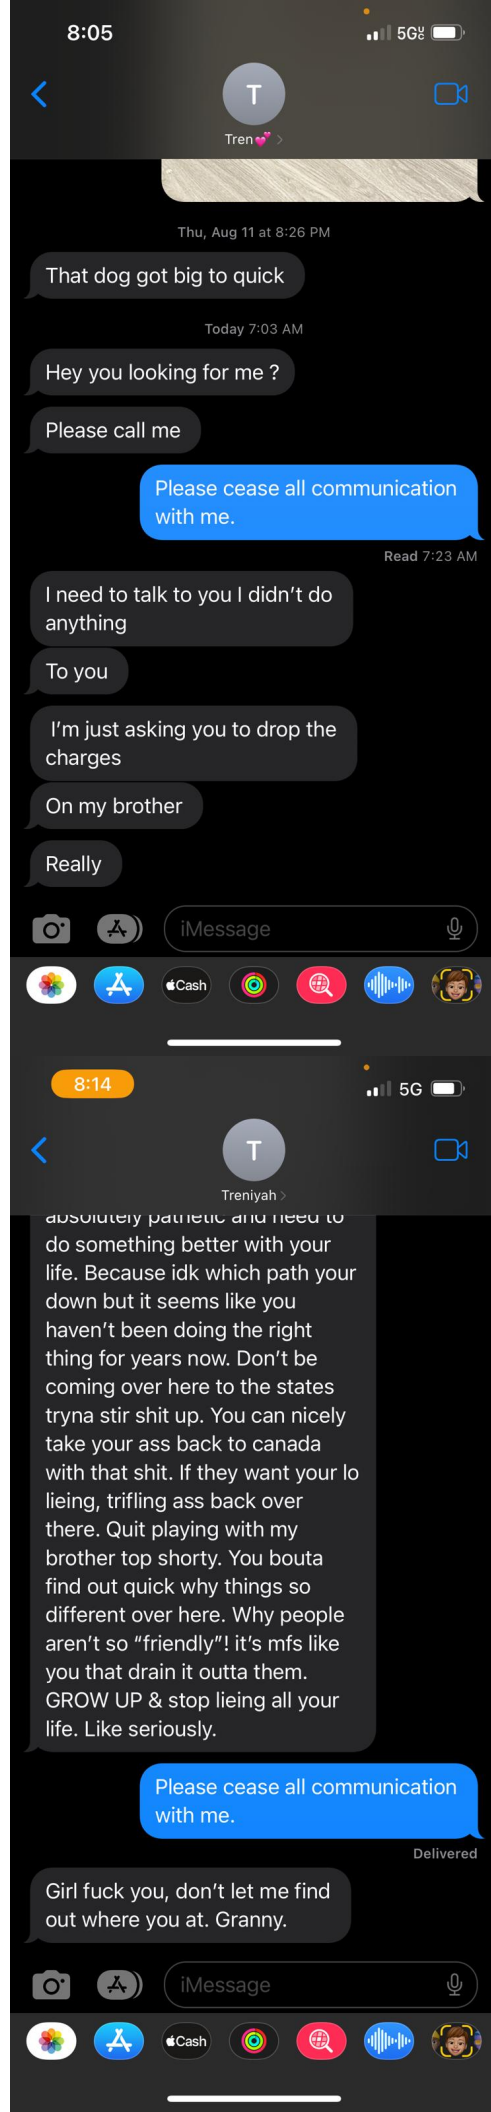 8:05
5G
T
Tren💕 >
Thu, Aug 11 at 8:26 PM
That dog got big to quick
Today 7:03 AM
Hey you looking for me ?
Please call me
Please cease all communication
with me.
Read 7:23 AM
I need to talk to you I didn't do
anything
To you
I'm just asking you to drop the
charges
On my brother
Really
iMessage
Cash
8:14
5G
T
Treniyah >
absolutely pathetic and need to
do something better with your
life. Because idk which path your
down but it seems like you
haven't been doing the right
thing for years now. Don't be
coming over here to the states
tryna stir shit up. You can nicely
take your ass back to canada
with that shit. If they want your lo
lieing, trifling ass back over
there. Quit playing with my
brother top shorty. You bouta
find out quick why things so
different over here. Why people
aren't so “friendly”! it's mfs like
you that drain it outta them.
GROW UP & stop lieing all your
life. Like seriously.
Please cease all communication
with me.
Delivered
Girl fuck you, don't let me find
out where you at. Granny.
iMessage
Cash